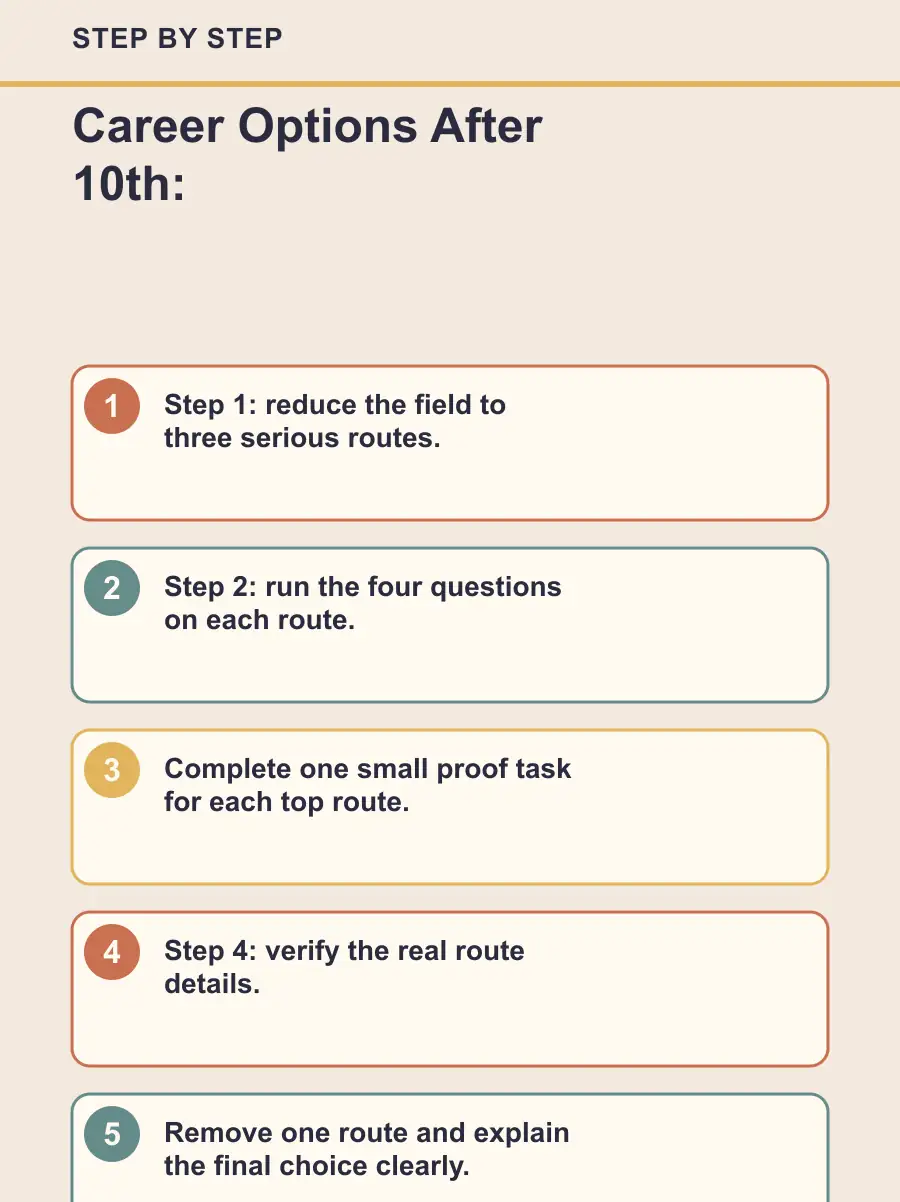 STEP BY STEP
Career Options After
10th:
1
Step 1: reduce the field to
three serious routes.
2
Step 2: run the four questions
on each route.
3
Complete one small proof task
for each top route.
4
Step 4: verify the real route
details.
5
Remove one route and explain
the final choice clearly.